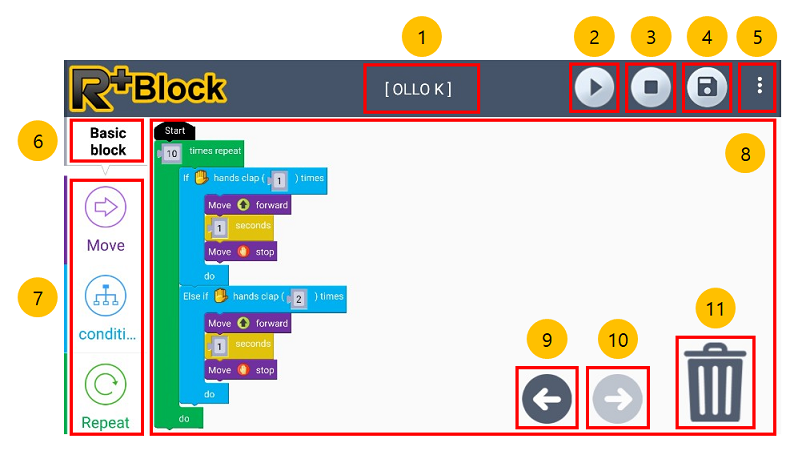 1
2
3
4
5
R+Block
[ OLLO K ]
6
Basic
block
8
Start
10 times repeat
If hands clap ( 1 ) times
Move forward
1 seconds
Move stop
do
Else if hands clap ( 2 ) times
Move forward
1 seconds
Move stop
do
do
7
Move
conditi...
Repeat
9
10
11